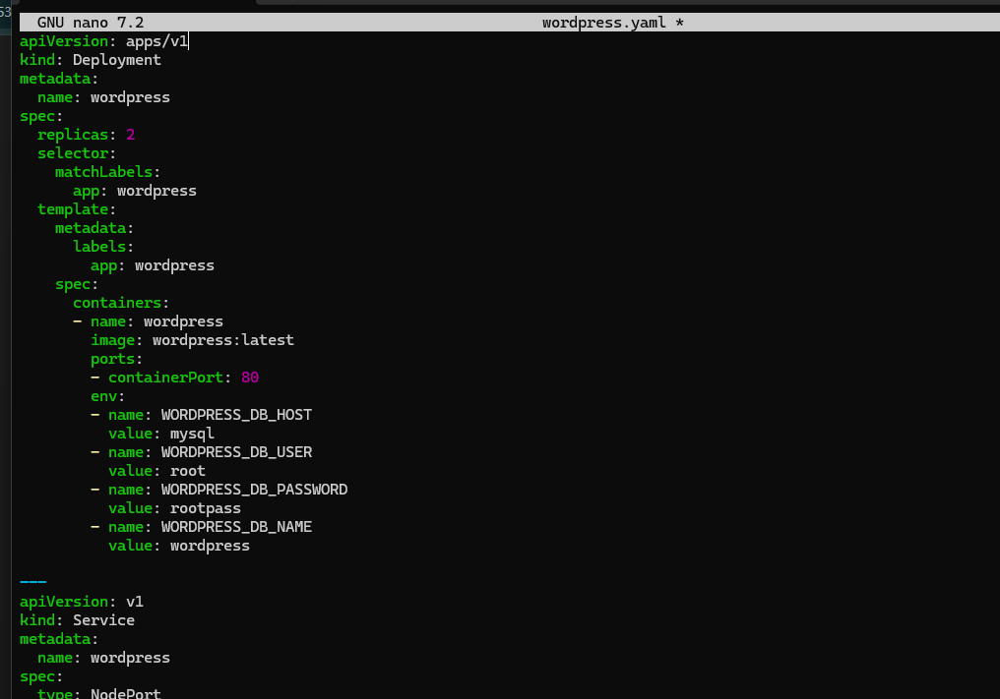 53
GNU nano 7.2 wordpress.yaml *
apiVersion: apps/v1
kind: Deployment
metadata:
  name: wordpress
spec:
  replicas: 2
  selector:
    matchLabels:
      app: wordpress
  template:
    metadata:
      labels:
        app: wordpress
    spec:
      containers:
      - name: wordpress
        image: wordpress:latest
        ports:
        - containerPort: 80
        env:
        - name: WORDPRESS_DB_HOST
          value: mysql
        - name: WORDPRESS_DB_USER
          value: root
        - name: WORDPRESS_DB_PASSWORD
          value: rootpass
        - name: WORDPRESS_DB_NAME
          value: wordpress

---
apiVersion: v1
kind: Service
metadata:
  name: wordpress
spec:
  type: NodePort